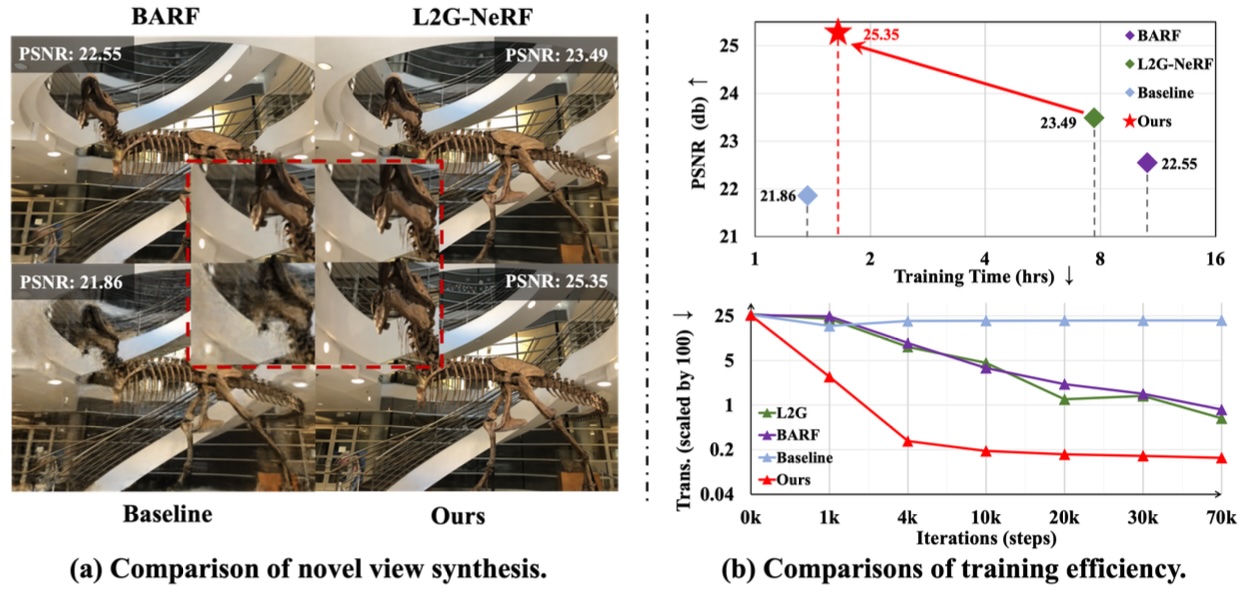 BARF
L2G-NeRF
PSNR: 22.55
PSNR: 23.49
PSNR: 21.86
PSNR: 25.35
Baseline
Ours
(a) Comparison of novel view synthesis.
PSNR (db) ↑
25
24
23
22
21
25.35
23.49
22.55
21.86
BARF
L2G-NeRF
Baseline
Ours
1 2 4 8 16
Training Time (hrs) ↓
Trans. (scaled by 100) ↓
25
5
1
0.2
0.04
L2G
BARF
Baseline
Ours
0k 1k 4k 10k 20k 30k 70k
Iterations (steps)
(b) Comparisons of training efficiency.